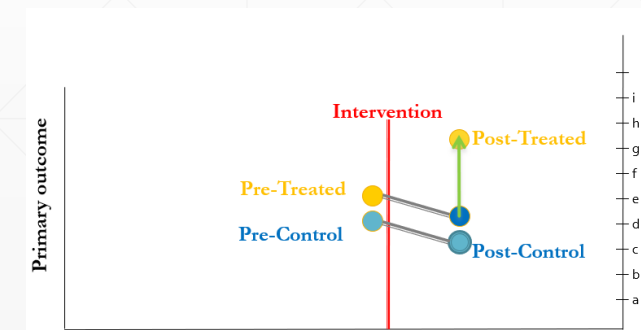 Intervention
Post-Treated
Pre-Treated
Pre-Control
Post-Control
Primary outcome
i
h
g
f
e
d
c
b
a